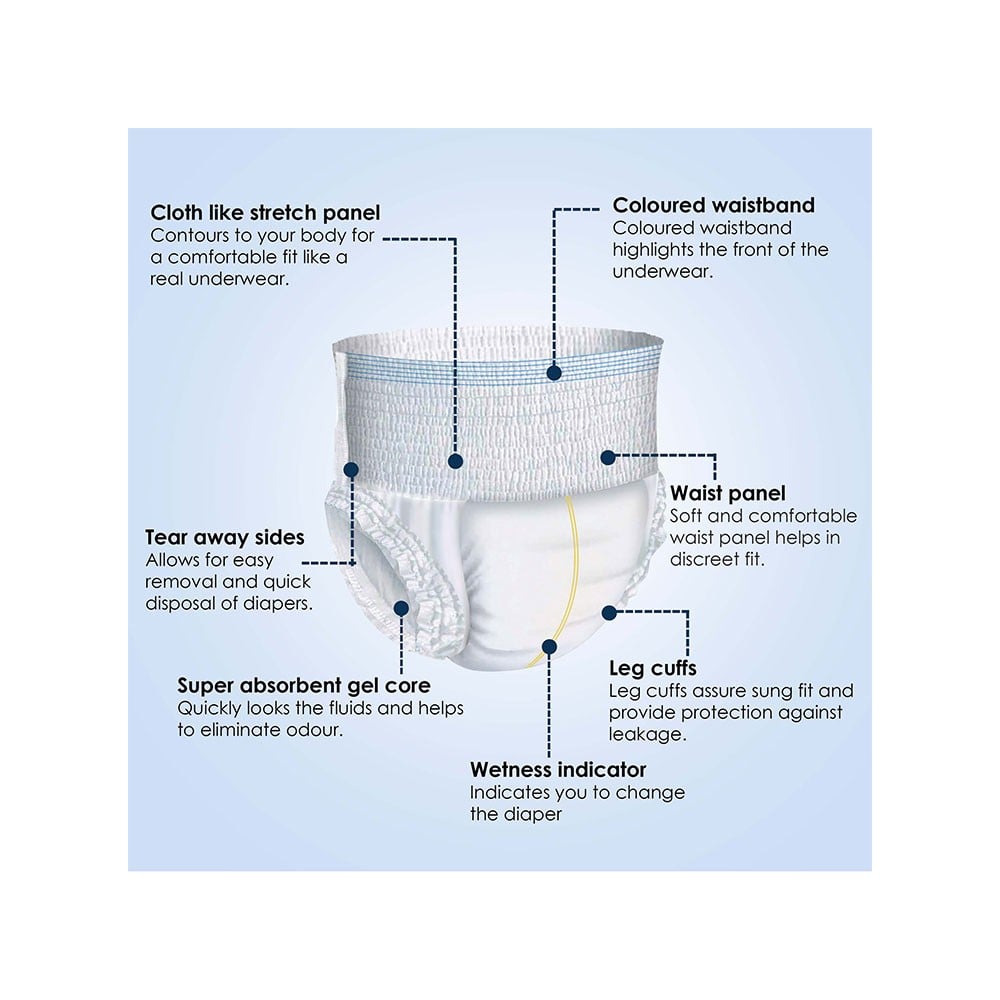 Cloth like stretch panel
Contours to your body for
a comfortable fit like a
real underwear.
Coloured waistband
Coloured waistband
highlights the front of the
underwear.
Waist panel
Soft and comfortable
waist panel helps in
discreet fit.
Tear away sides
Allows for easy
removal and quick
disposal of diapers.
Leg cuffs
Leg cuffs assure sung fit and
provide protection against
leakage.
Super absorbent gel core
Quickly looks the fluids and helps
to eliminate odour.
Wetness indicator
Indicates you to change
the diaper